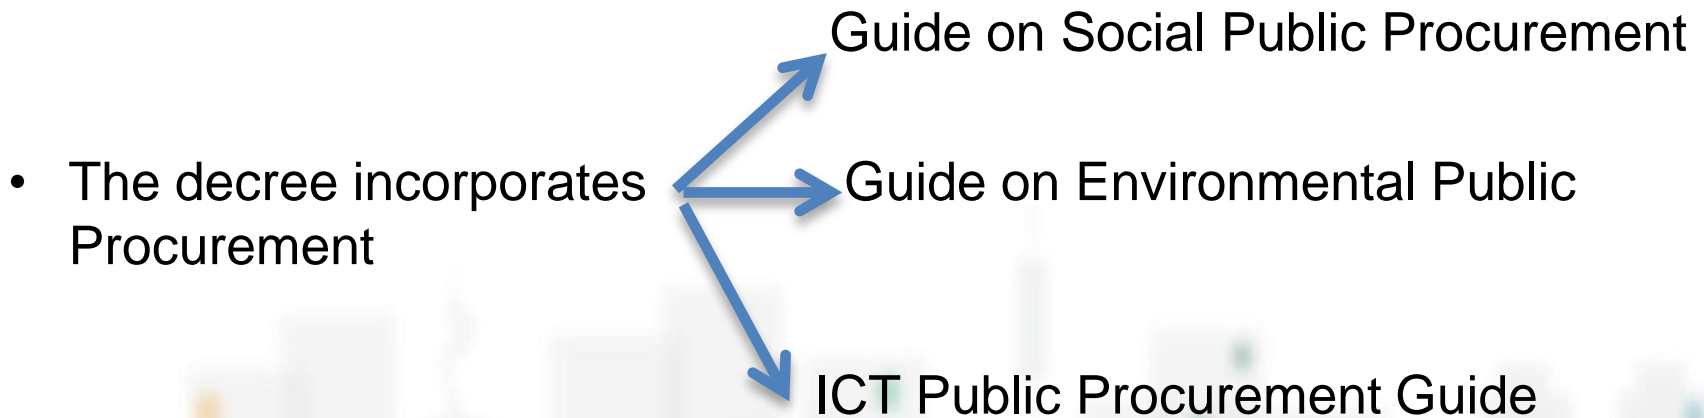 Guide on Social Public Procurement
• The decree incorporates Guide on Environmental Public
Procurement
ICT Public Procurement Guide